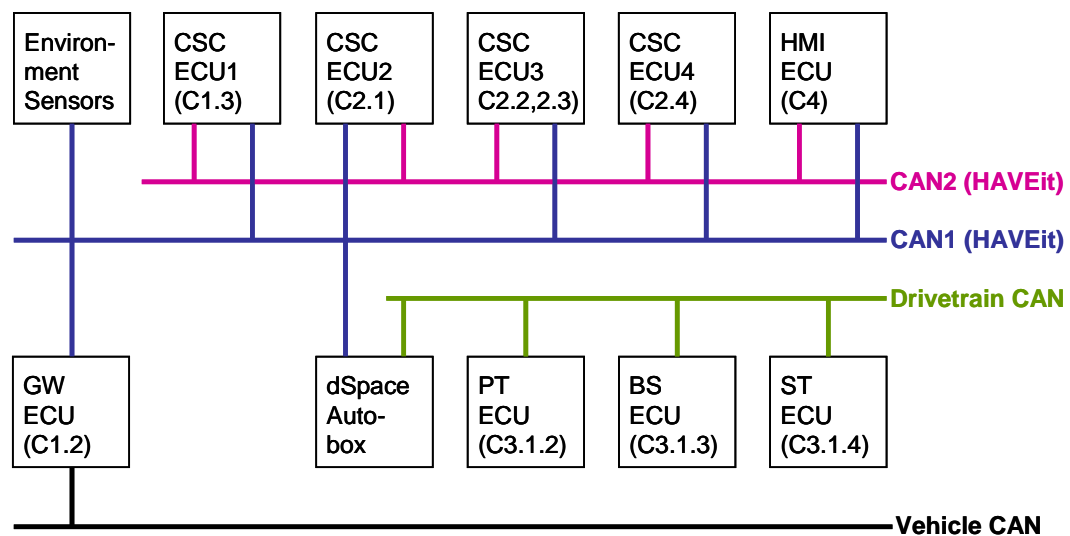 Environ-
ment
Sensors
CSC
ECU1
(C1.3)
CSC
ECU2
(C2.1)
CSC
ECU3
C2.2,2.3)
CSC
ECU4
(C2.4)
HMI
ECU
(C4)
CAN2 (HAVEit)
CAN1 (HAVEit)
Drivetrain CAN
GW
ECU
(C1.2)
dSpace
Auto-
box
PT
ECU
(C3.1.2)
BS
ECU
(C3.1.3)
ST
ECU
(C3.1.4)
Vehicle CAN